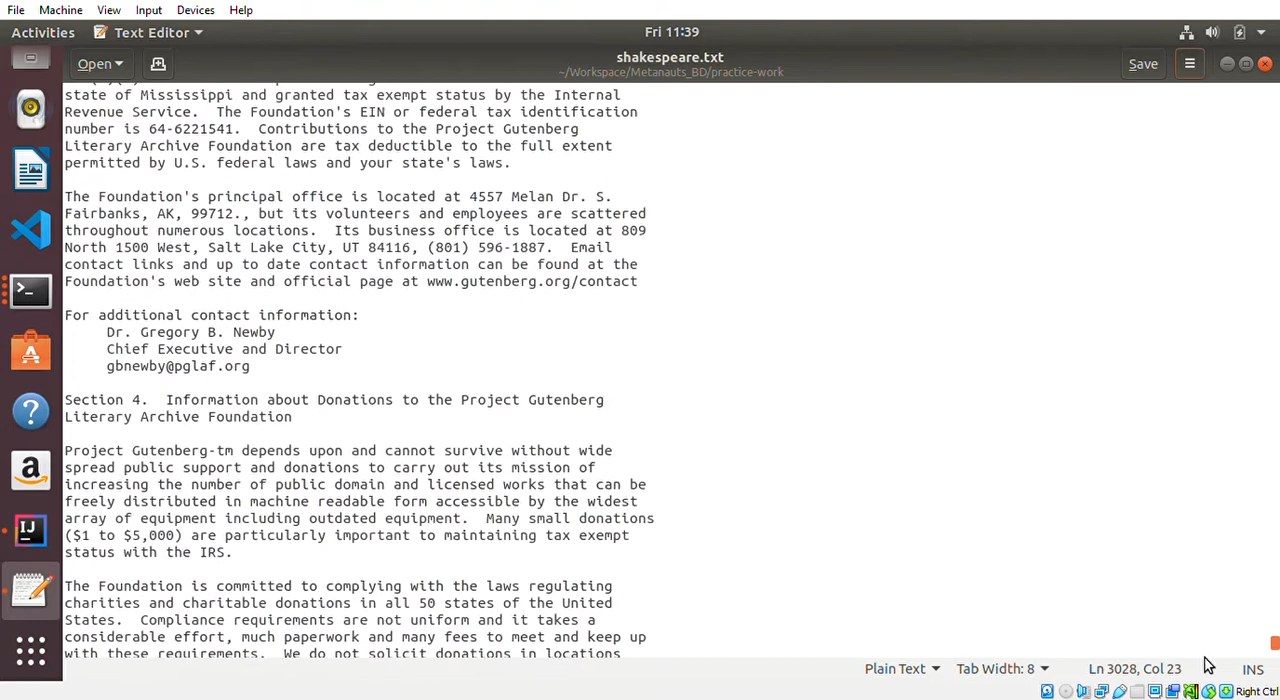 File Machine View Input Devices Help
Activities Text Editor Fri 11:39
Open shakespeare.txt Save
~/Workspace/Metanauts_BD/practice-work
state of Mississippi and granted tax exempt status by the Internal
Revenue Service.  The Foundation's EIN or federal tax identification
number is 64-6221541.  Contributions to the Project Gutenberg
Literary Archive Foundation are tax deductible to the full extent
permitted by U.S. federal laws and your state's laws.
The Foundation's principal office is located at 4557 Melan Dr. S.
Fairbanks, AK, 99712., but its volunteers and employees are scattered
throughout numerous locations.  Its business office is located at 809
North 1500 West, Salt Lake City, UT 84116, (801) 596-1887.  Email
contact links and up to date contact information can be found at the
Foundation's web site and official page at www.gutenberg.org/contact
For additional contact information:
Dr. Gregory B. Newby
Chief Executive and Director
gbnewby@pglaf.org
Section 4.  Information about Donations to the Project Gutenberg
Literary Archive Foundation
Project Gutenberg-tm depends upon and cannot survive without wide
spread public support and donations to carry out its mission of
increasing the number of public domain and licensed works that can be
freely distributed in machine readable form accessible by the widest
array of equipment including outdated equipment.  Many small donations
($1 to $5,000) are particularly important to maintaining tax exempt
status with the IRS.
The Foundation is committed to complying with the laws regulating
charities and charitable donations in all 50 states of the United
States.  Compliance requirements are not uniform and it takes a
considerable effort, much paperwork and many fees to meet and keep up
with these requirements.  We do not solicit donations in locations
Plain Text Tab Width: 8 Ln 3028, Col 23 INS
Right Ctrl